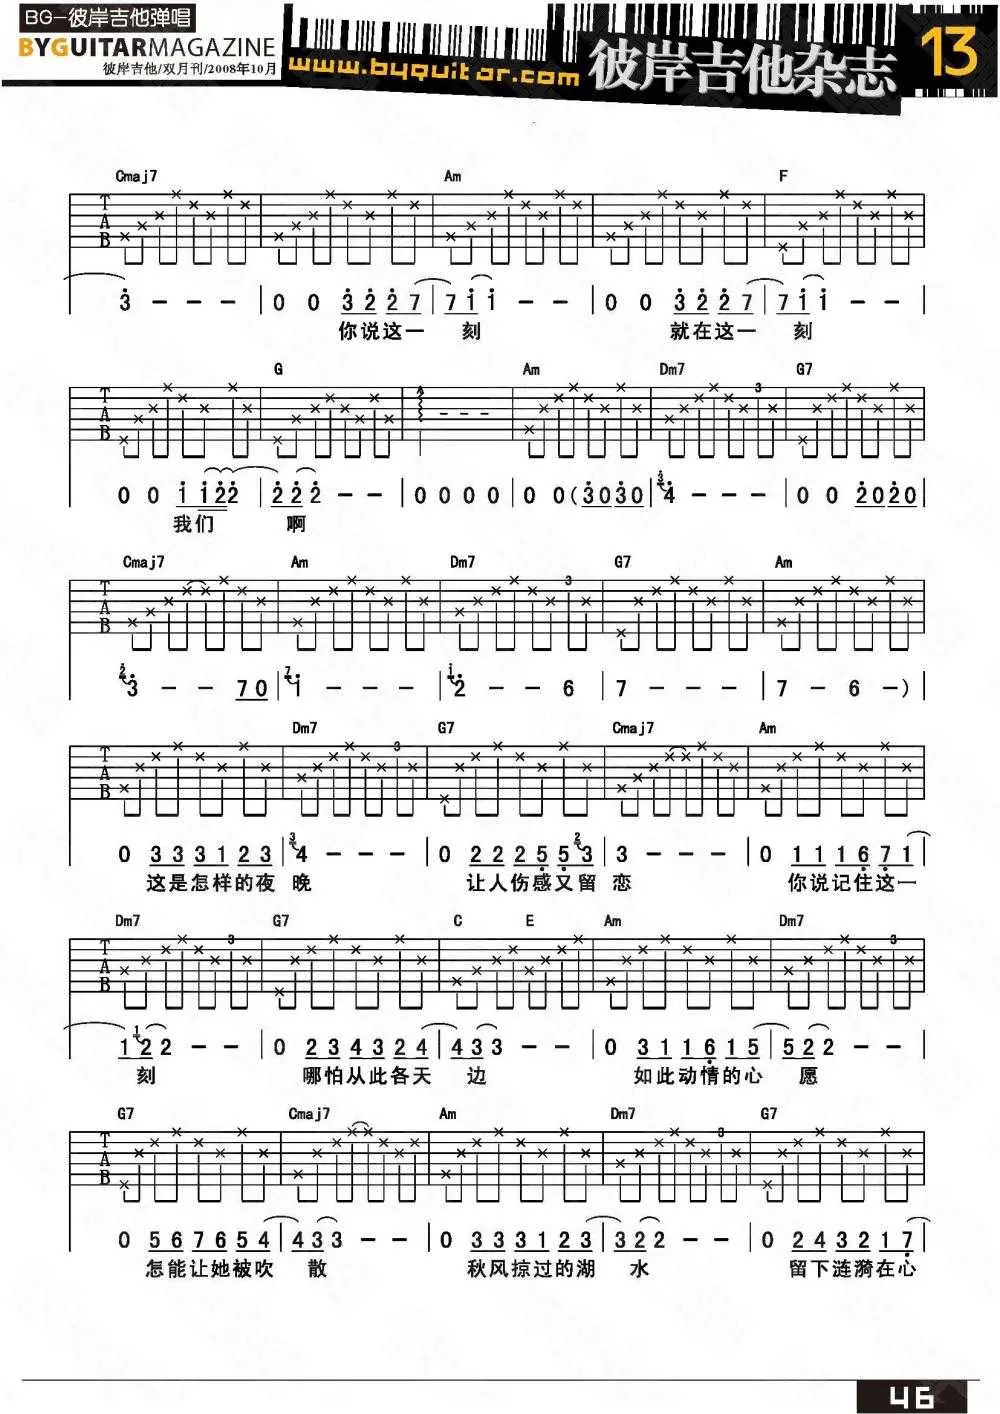 BG-彼岸吉他弹唱
BYGUITARMAGAZINE
彼岸吉他/双月刊/2008年10月
www.byguitar.com
彼岸吉他杂志
13
Cmaj7 Am F
T A B
3 - - - | 0 0 3 2 2 7 | 7 i i - - | 0 0 3 2 2 7 | 7 i i - -
你说这一 刻 就在这一 刻
G Am Dm7 3 G7
T A B
0 0 i i 2 2 | 2 2 2 - - | 0 0 0 0 | 0 0 (3 0 3 0 | 3 4 - - - | 0 0 2 0 2 0
我们 啊
Cmaj7 Am Dm7 3 G7 Am
T A B
2 3 - - 7 0 | 7 i - - - | i 2 - - 6 | 7 - - - | 7 - 6 -) |
Dm7 3 G7 Cmaj7 Am
T A B
0 3 3 3 1 2 3 | 3 4 - - - | 0 2 2 2 5 5 2 3 | 3 - - - | 0 1 1 1 6 7 1 |
这是怎样的夜 晚 让人伤感又留 恋 你说记住这一
Dm7 3 G7 C E Am Dm7 3
T A B
1 1 2 2 - - | 0 2 3 4 3 2 4 | 4 3 3 - - | 0 3 1 1 6 1 5 | 5 2 2 - - |
刻 哪怕从此各天 边 如此动情的心 愿
G7 Cmaj7 Am Dm7 3 G7
T A B
0 5 6 7 6 5 4 | 4 3 3 - - | 0 3 3 3 1 2 3 | 3 2 2 - - | 0 2 4 3 2 1 7 |
怎能让她被吹 散 秋风掠过的湖 水 留下涟漪在心
46